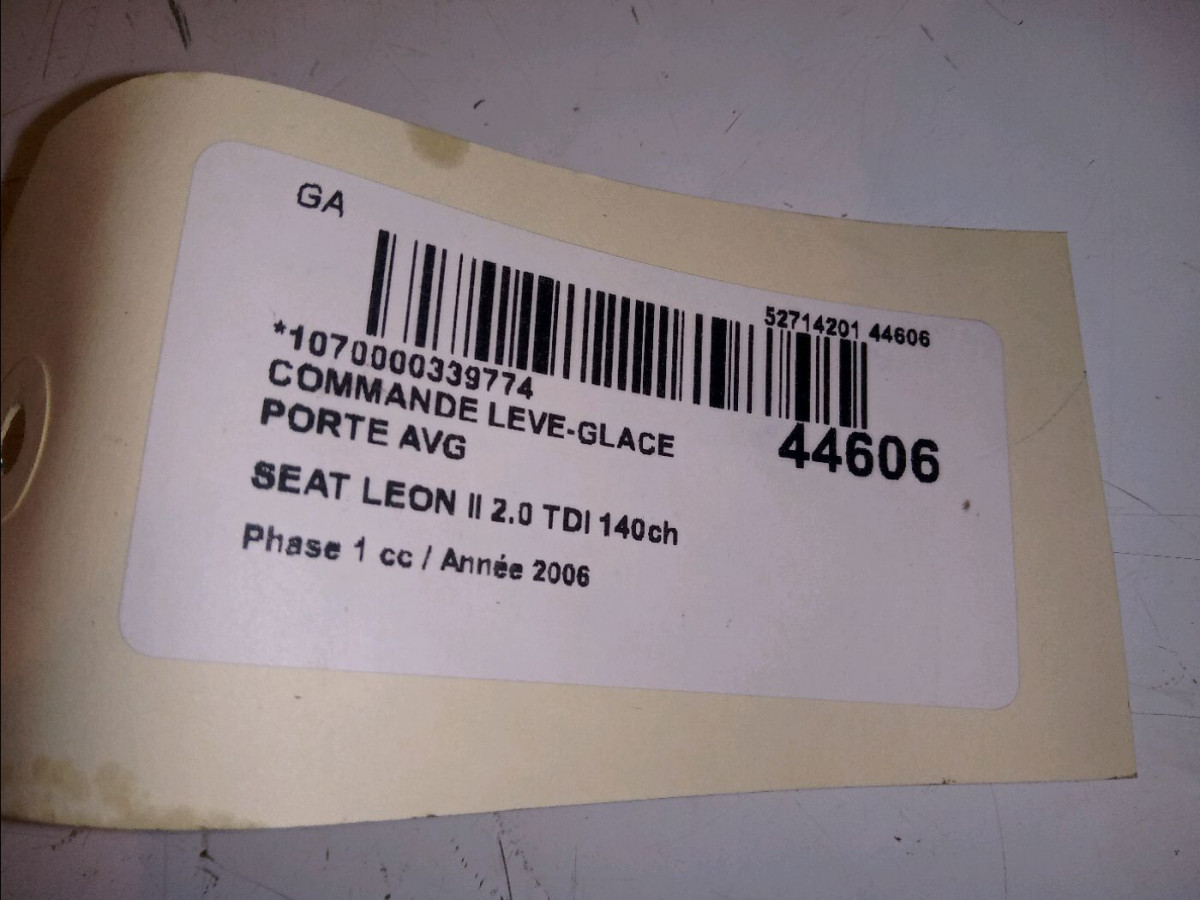 GA
52714201 44606
*1070000339774
COMMANDE LEVE-GLACE
PORTE AVG
44606
SEAT LEON II 2.0 TDI 140ch
Phase 1 cc / Année 2006